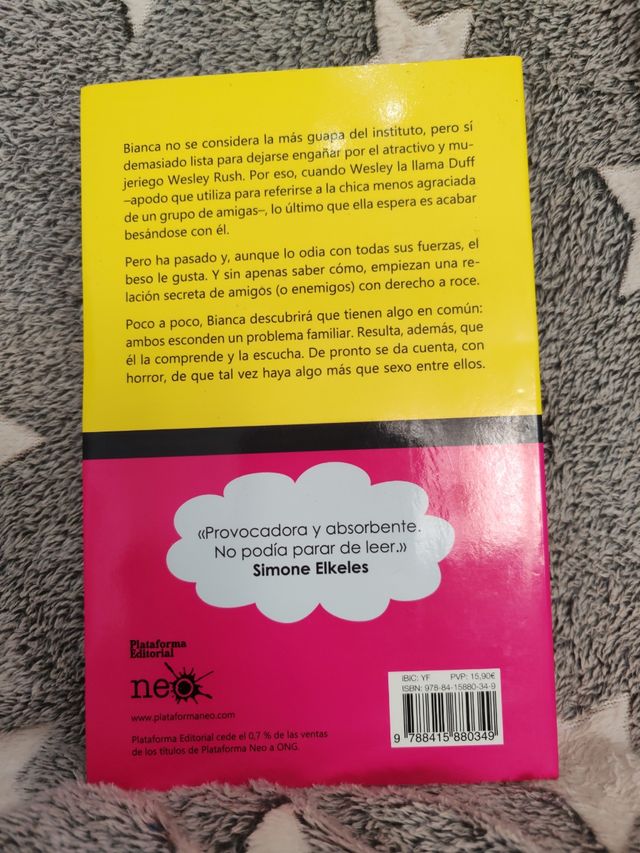 Bianca no se considera la más guapa del instituto, pero sí
demasiado lista para dejarse engañar por el atractivo y mu-
jeriego Wesley Rush. Por eso, cuando Wesley la llama Duff
–apodo que utiliza para referirse a la chica menos agraciada
de un grupo de amigas–, lo último que ella espera es acabar
besándose con él.
Pero ha pasado y, aunque lo odia con todas sus fuerzas, el
beso le gusta. Y sin apenas saber cómo, empiezan una re-
lación secreta de amigos (o enemigos) con derecho a roce.
Poco a poco, Bianca descubrirá que tienen algo en común:
ambos esconden un problema familiar. Resulta, además, que
él la comprende y la escucha. De pronto se da cuenta, con
horror, de que tal vez haya algo más que sexo entre ellos.
«Provocadora y absorbente.
No podía parar de leer.»
Simone Elkeles
Plataforma
Editorial
neo
www.plataformaneo.com
Plataforma Editorial cede el 0,7 % de las ventas
de los títulos de Plataforma Neo a ONG.
IBIC: YF PVP: 15,90€
ISBN: 978-84-15880-34-9
9 788415 880349